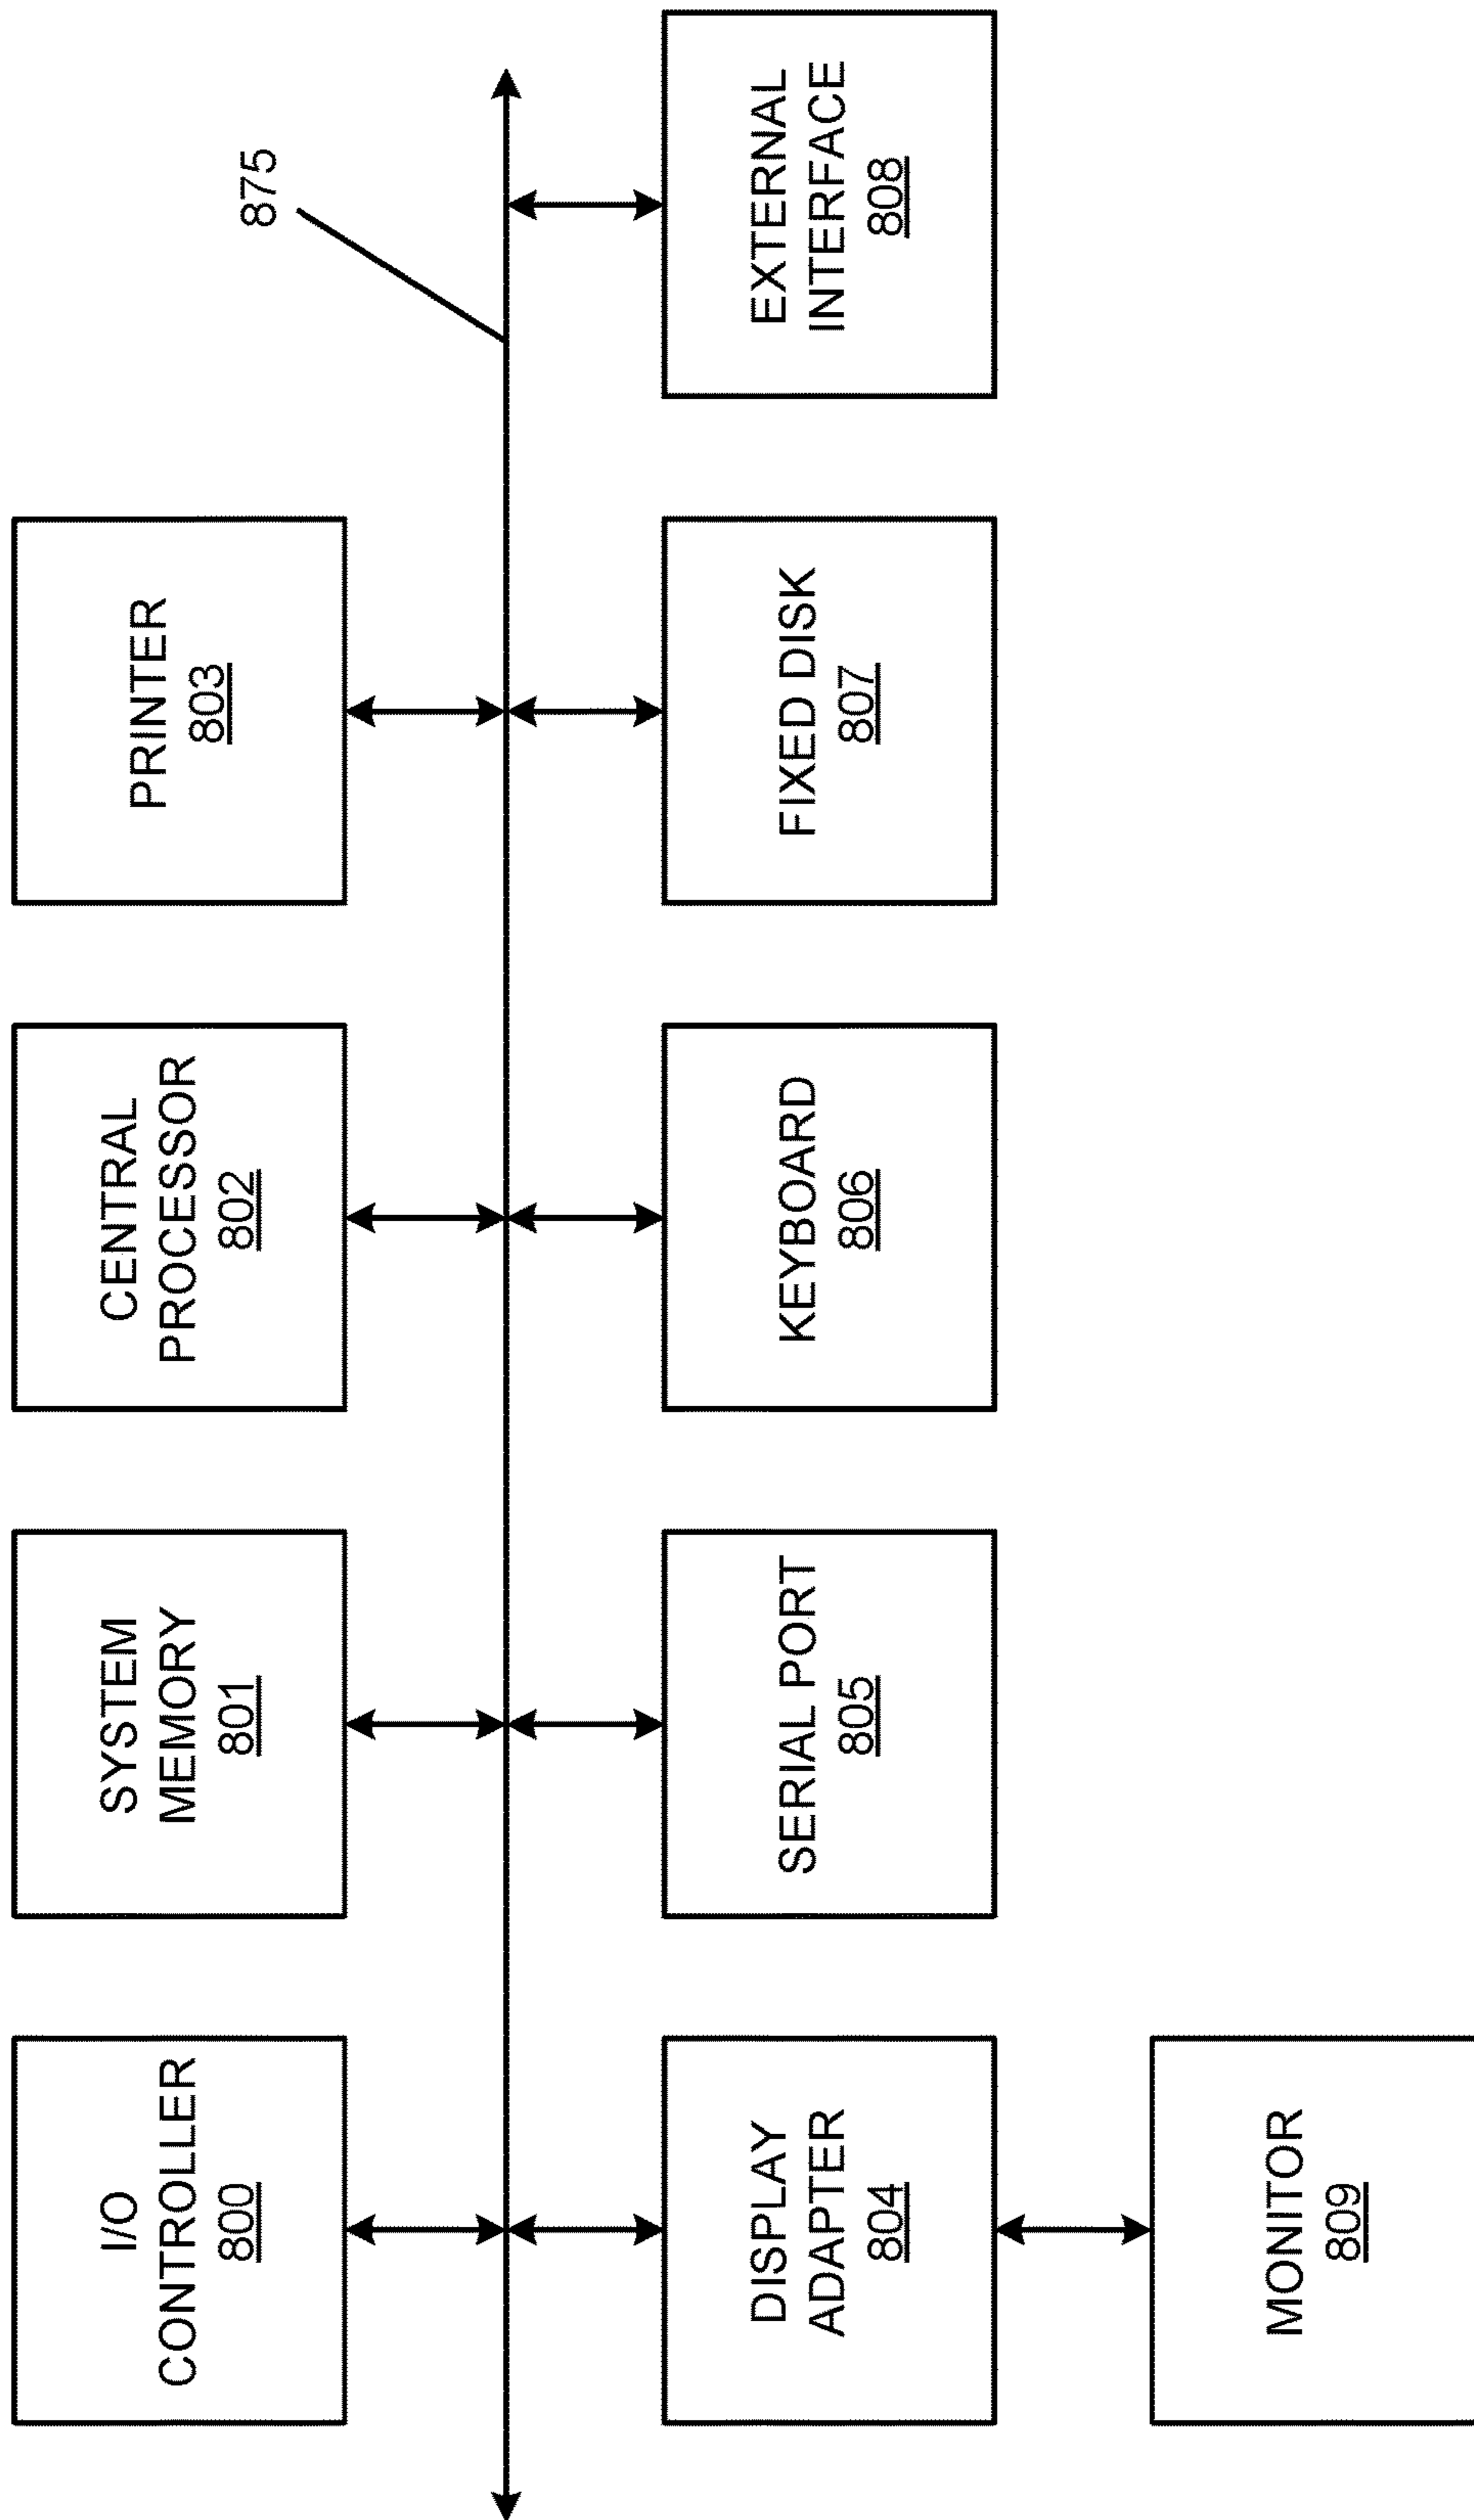 I/O
CONTROLLER
800
SYSTEM
MEMORY
801
CENTRAL
PROCESSOR
802
PRINTER
803
875
DISPLAY
ADAPTER
804
SERIAL PORT
805
KEYBOARD
806
FIXED DISK
807
EXTERNAL
INTERFACE
808
MONITOR
809